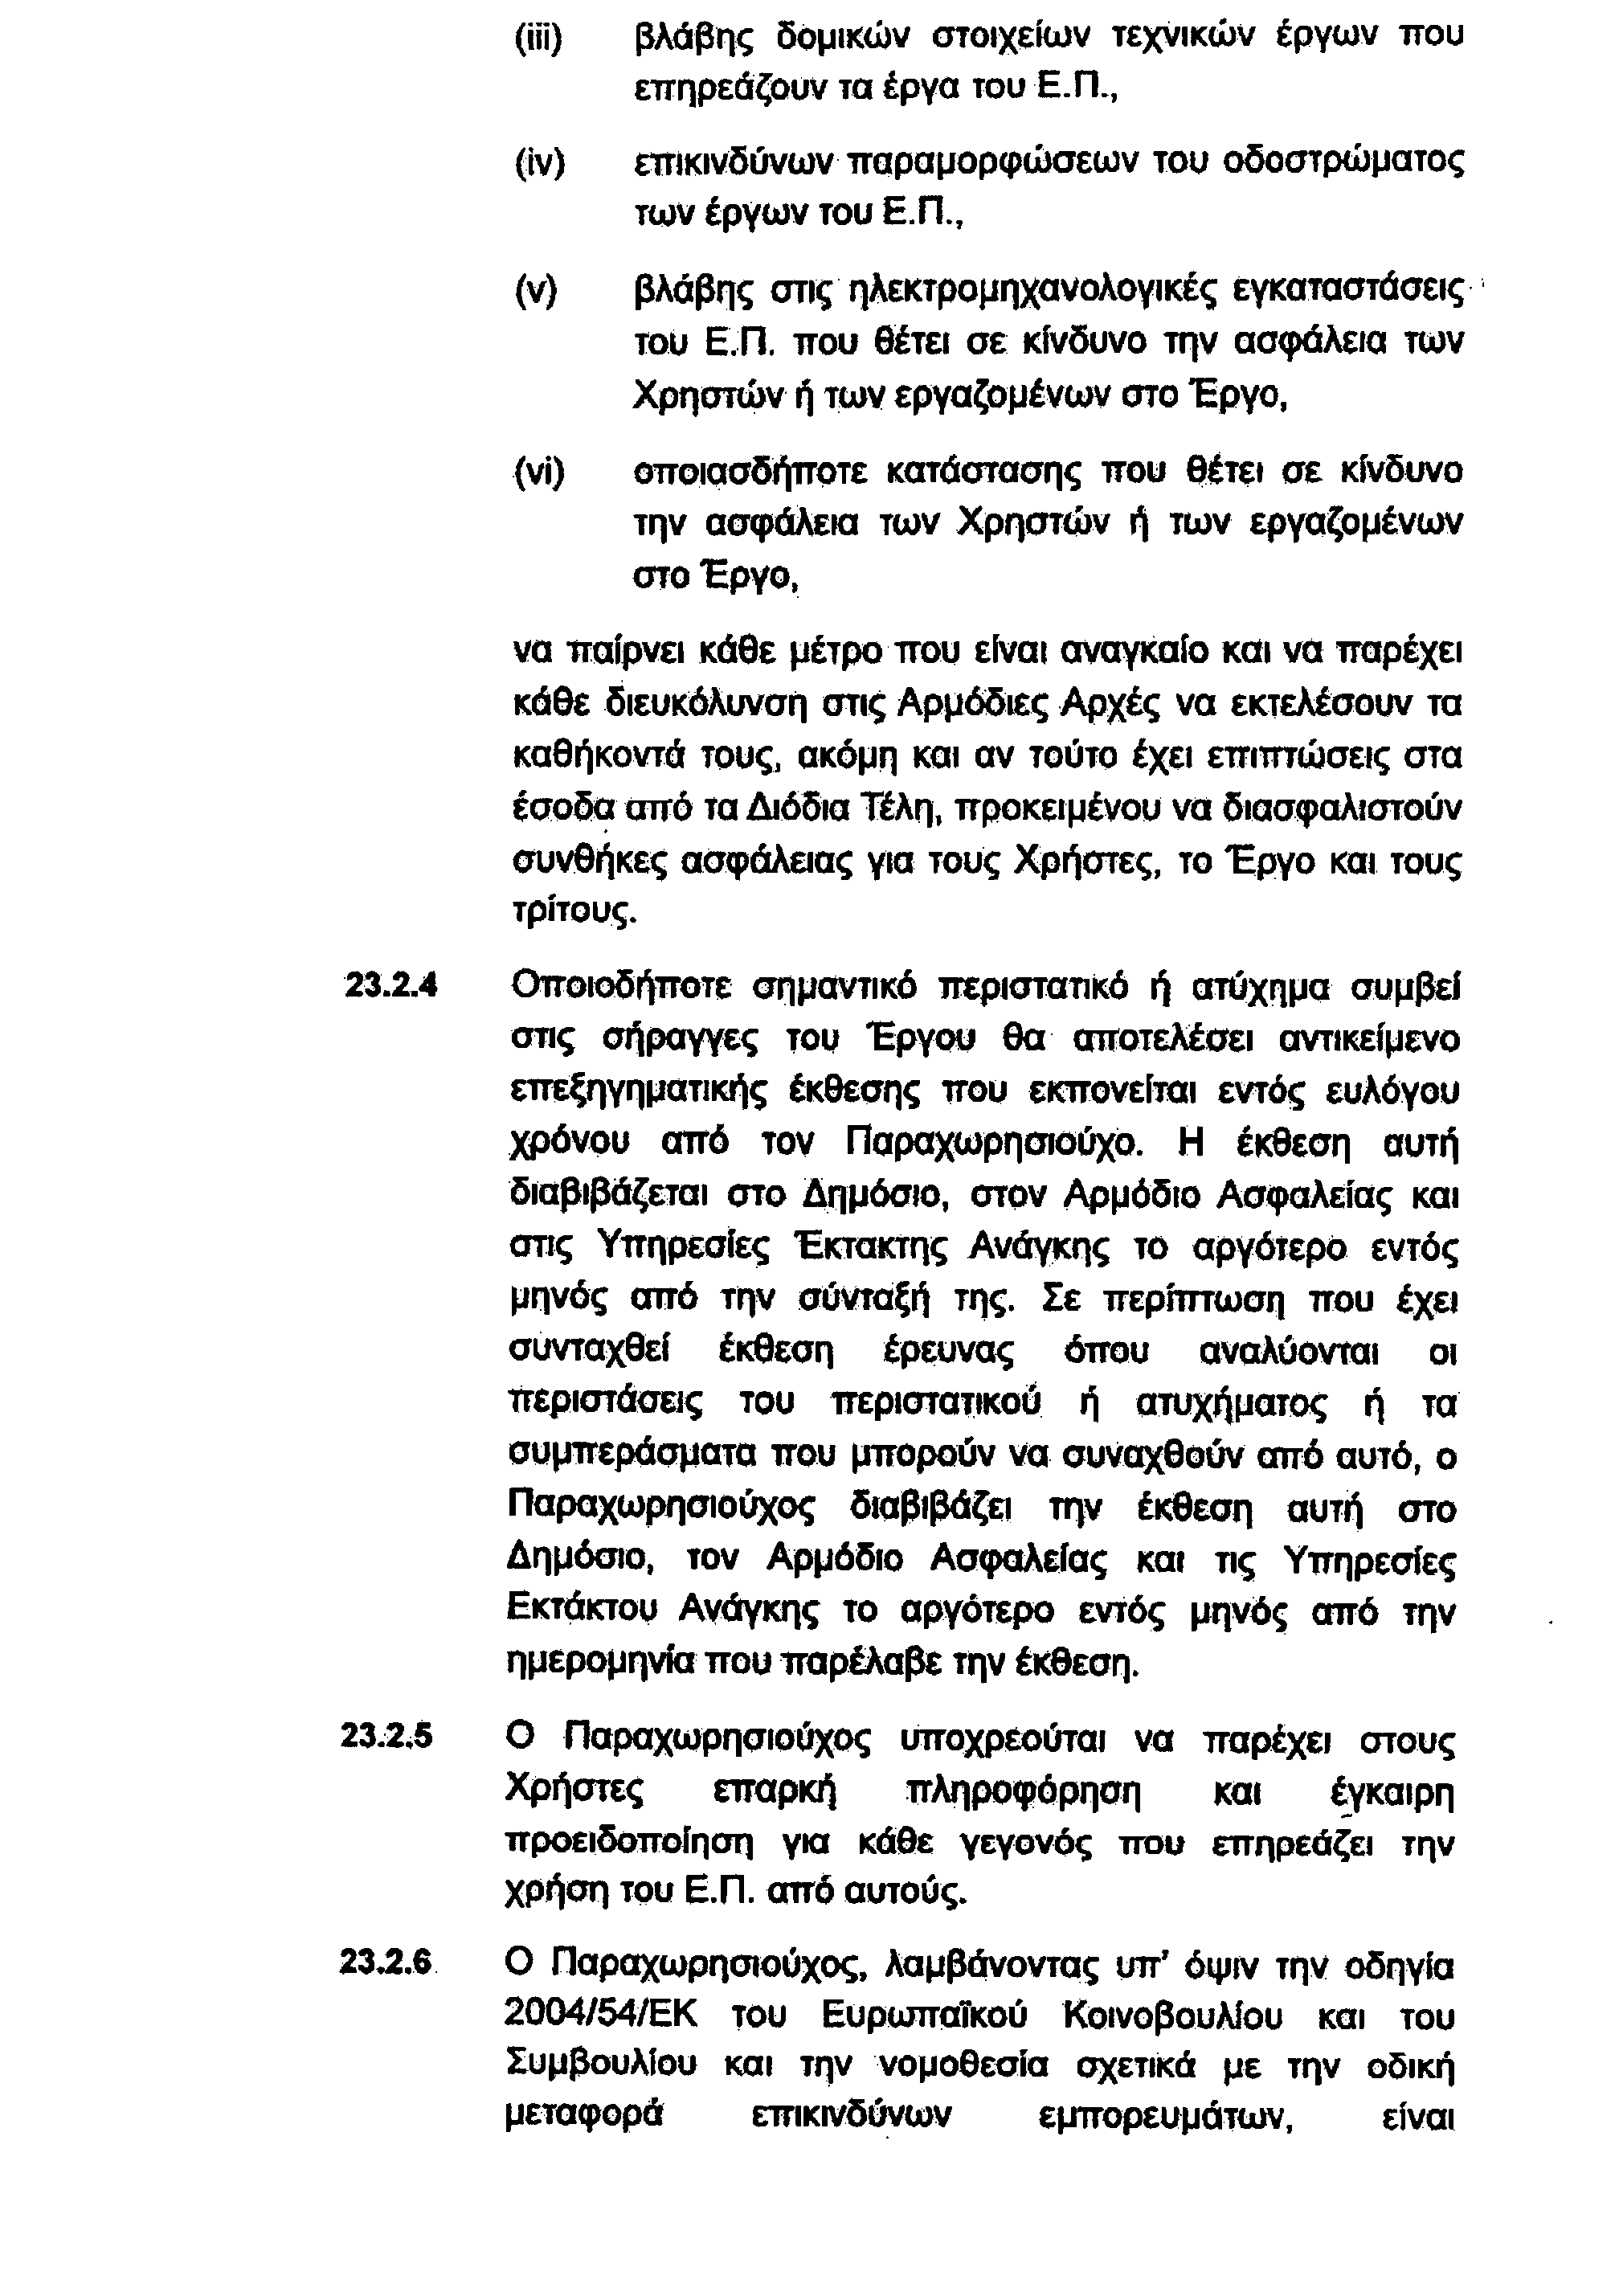 (iii) βλάβης δομικών στοιχείων τεχνικών έργων που
επηρεάζουν τα έργα του Ε.Π.,
(iv) επικινδύνων παραμορφώσεων του οδοστρώματος
των έργων του Ε.Π.,
(v) βλάβης στις ηλεκτρομηχανολογικές εγκαταστάσεις
του Ε.Π. που θέτει σε κίνδυνο την ασφάλεια των
Χρηστών ή των εργαζομένων στο Έργο,
(vi) οποιασδήποτε κατάστασης που θέτει σε κίνδυνο
την ασφάλεια των Χρηστών ή των εργαζομένων
στο Έργο,
να παίρνει κάθε μέτρο που είναι αναγκαίο και να παρέχει
κάθε διευκόλυνση στις Αρμόδιες Αρχές να εκτελέσουν τα
καθήκοντά τους, ακόμη και αν τούτο έχει επιπτώσεις στα
έσοδα από τα Διόδια Τέλη, προκειμένου να διασφαλιστούν
συνθήκες ασφάλειας για τους Χρήστες, το Έργο και τους
τρίτους.
23.2.4 Οποιοδήποτε σημαντικό περιστατικό ή ατύχημα συμβεί
στις σήραγγες του Έργου θα αποτελέσει αντικείμενο
επεξηγηματικής έκθεσης που εκπονείται εντός ευλόγου
χρόνου από τον Παραχωρησιούχο. Η έκθεση αυτή
διαβιβάζεται στο Δημόσιο, στον Αρμόδιο Ασφαλείας και
στις Υπηρεσίες Έκτακτης Ανάγκης το αργότερο εντός
μηνός από την σύνταξή της. Σε περίπτωση που έχει
συνταχθεί έκθεση έρευνας όπου αναλύονται οι
περιστάσεις του περιστατικού ή ατυχήματος ή τα
συμπεράσματα που μπορούν να συναχθούν από αυτό, ο
Παραχωρησιούχος διαβιβάζει την έκθεση αυτή στο
Δημόσιο, τον Αρμόδιο Ασφαλείας και τις Υπηρεσίες
Εκτάκτου Ανάγκης το αργότερο εντός μηνός από την
ημερομηνία που παρέλαβε την έκθεση.
23.2.5 Ο Παραχωρησιούχος υποχρεούται να παρέχει στους
Χρήστες επαρκή πληροφόρηση και έγκαιρη
προειδοποίηση για κάθε γεγονός που επηρεάζει την
χρήση του Ε.Π. από αυτούς.
23.2.6 Ο Παραχωρησιούχος, λαμβάνοντας υπ' όψιν την οδηγία
2004/54/ΕΚ του Ευρωπαϊκού Κοινοβουλίου και του
Συμβουλίου και την νομοθεσία σχετικά με την οδική
μεταφορά επικινδύνων εμπορευμάτων, είναι